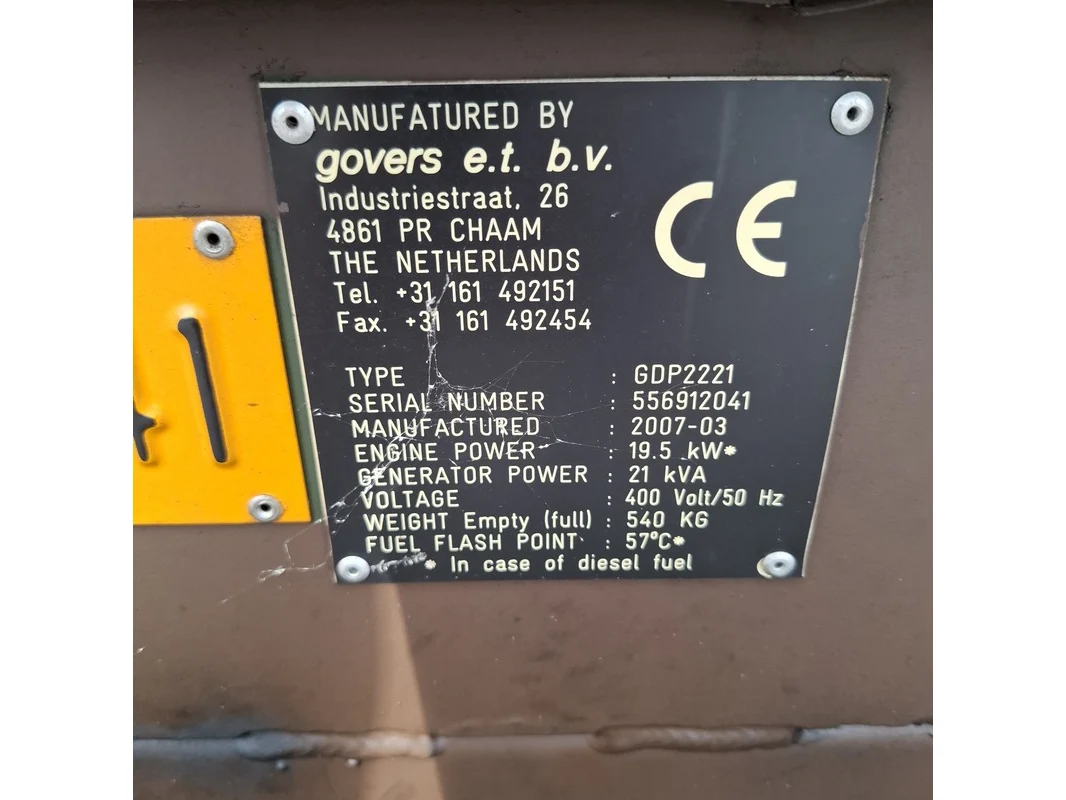 MANUFATURED BY
govers e.t. b.v.
Industriestraat, 26
4861 PR CHAAM
THE NETHERLANDS
Tel. +31 161 492151
Fax. +31 161 492454
CE
TYPE : GDP2221
SERIAL NUMBER : 556912041
MANUFACTURED : 2007-03
ENGINE POWER : 19.5 kW*
GENERATOR POWER : 21 kVA
VOLTAGE : 400 Volt/50 Hz
WEIGHT Empty (full) : 540 KG
FUEL FLASH POINT : 57°C*
* In case of diesel fuel